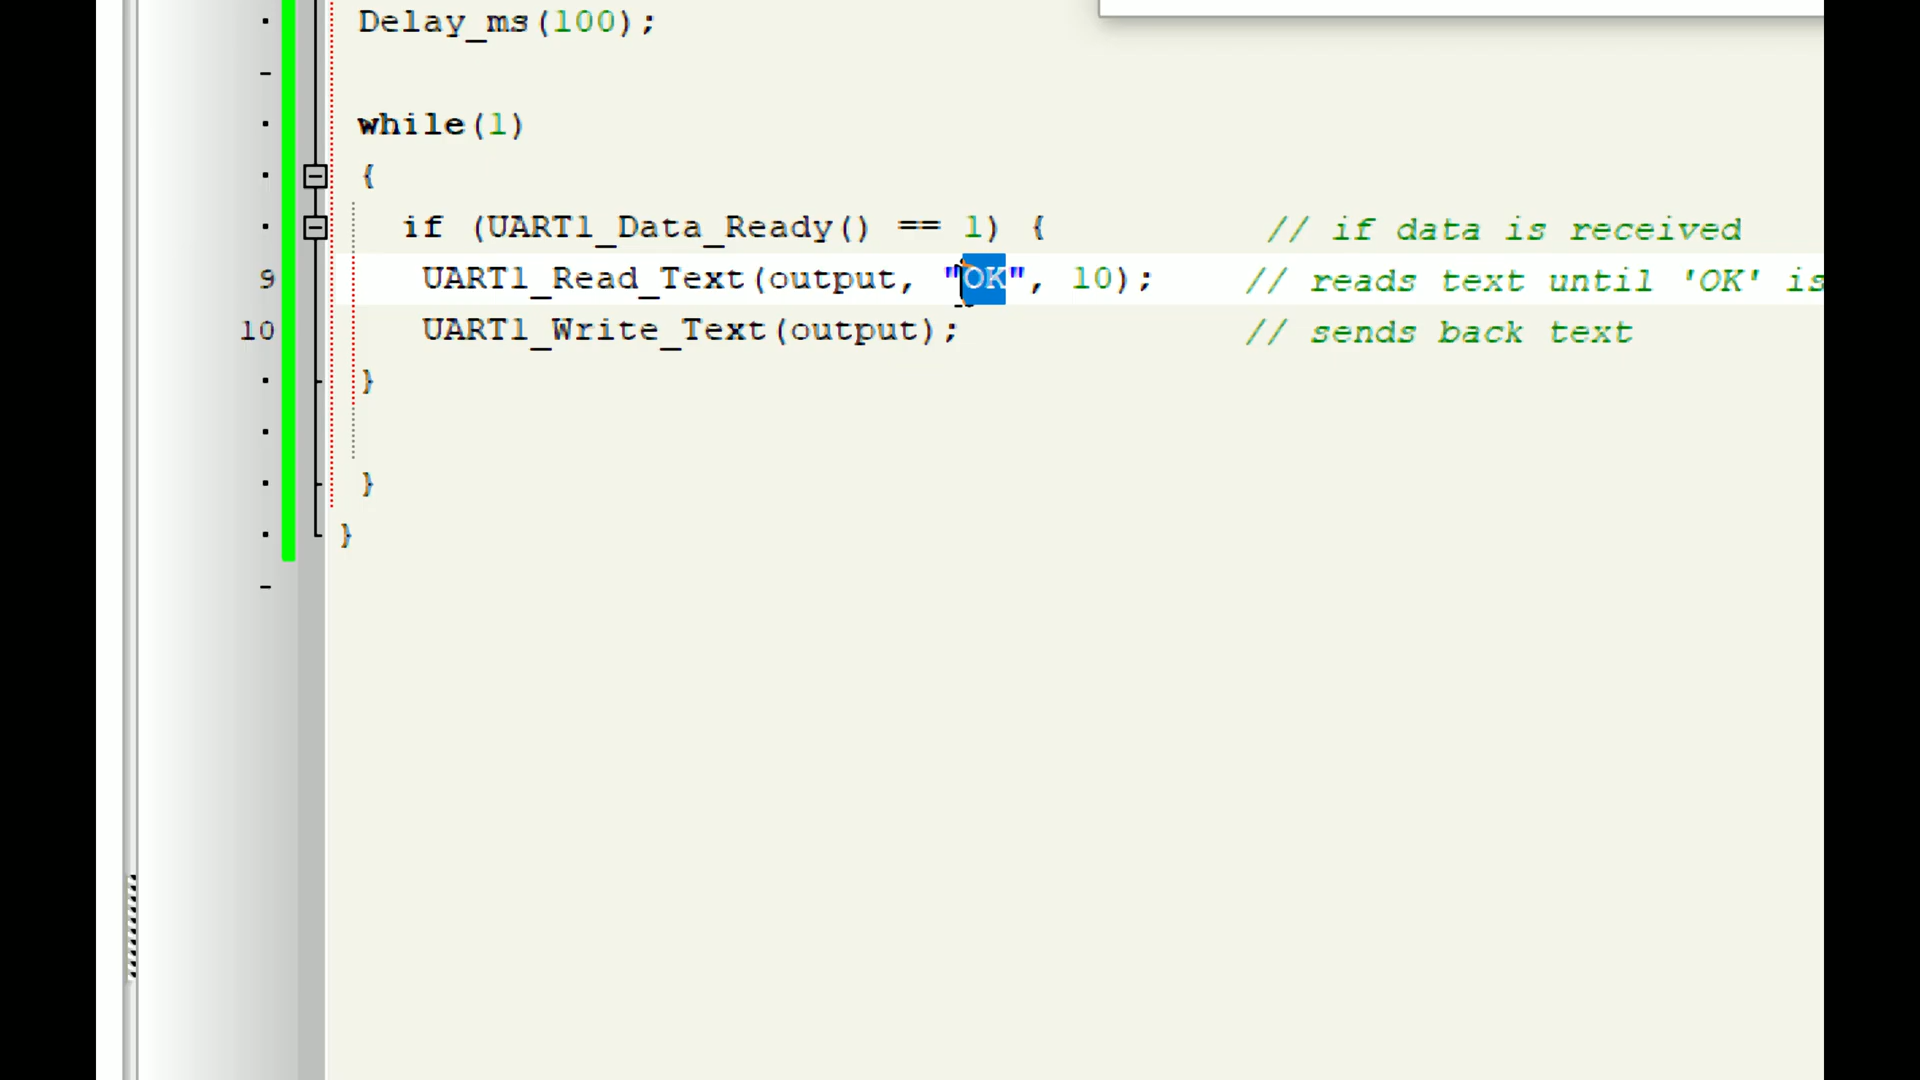 Delay_ms(100);
while(1)
{
if (UART1_Data_Ready() == 1) { // if data is received
9 UART1_Read_Text(output, "OK", 10); // reads text until 'OK' is
10 UART1_Write_Text(output); // sends back text
}
}
}